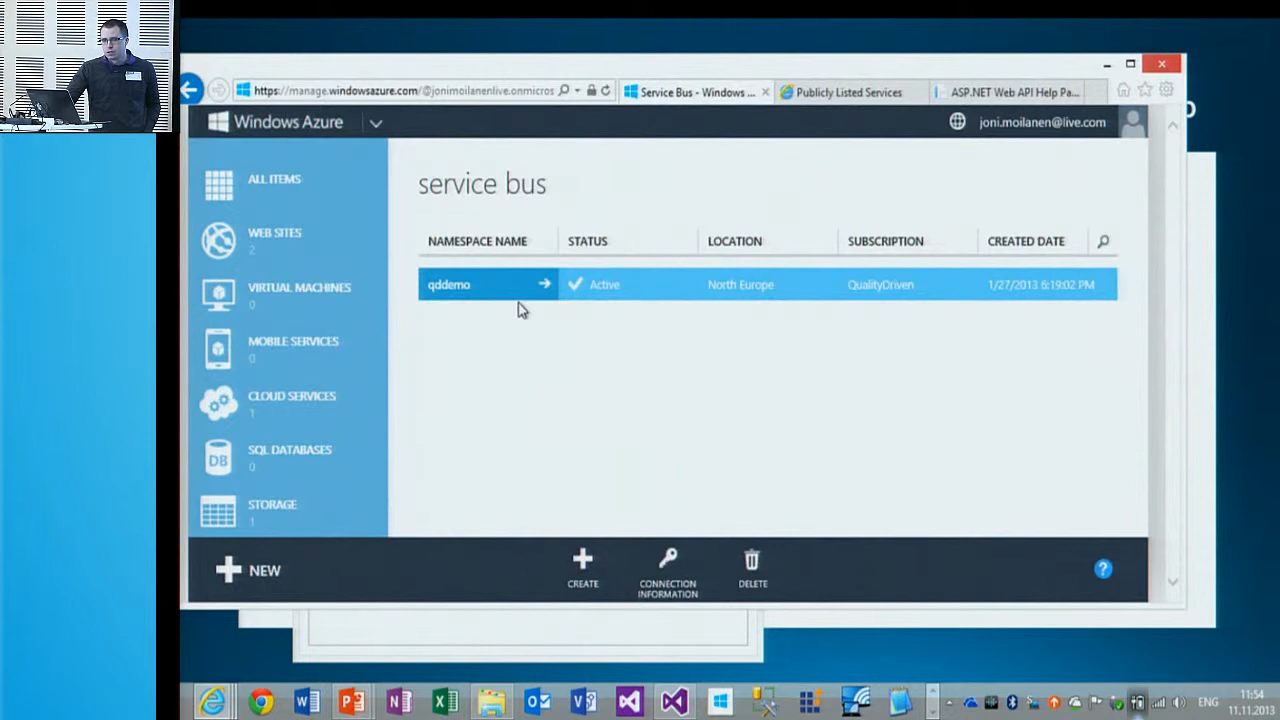 https://manage.windowsazure.com/@jonimoilanenlive.onmicros
Service Bus - Windows ...
Publicly Listed Services
ASP.NET Web API Help Pa...
Windows Azure
joni.moilanen@live.com
ALL ITEMS
WEB SITES
2
VIRTUAL MACHINES
0
MOBILE SERVICES
0
CLOUD SERVICES
1
SQL DATABASES
0
DB
STORAGE
1
service bus
NAMESPACE NAME STATUS LOCATION SUBSCRIPTION CREATED DATE
qddemo Active North Europe QualityDriven 1/27/2013 6:19:02 PM
NEW
CREATE
CONNECTION
INFORMATION
DELETE
?
ENG
11:54
11.11.2013